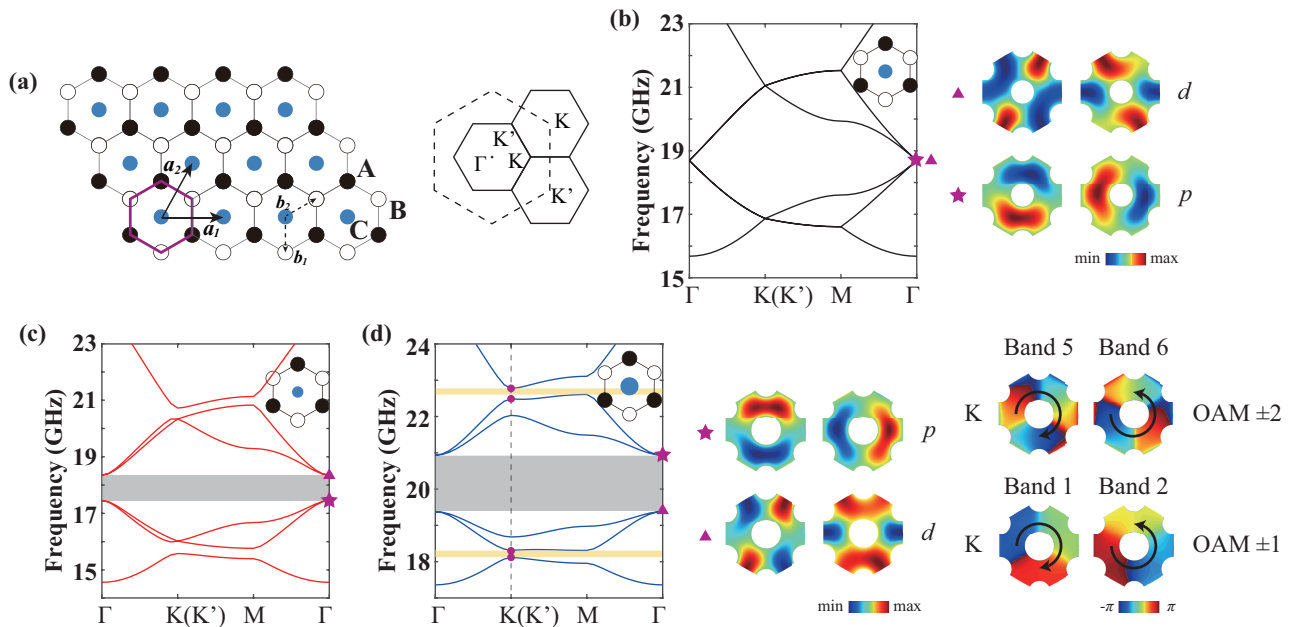 (a)
A
B
C
a₂
a₁
b₂
b₁
K
K'
Γ
K
K'
(b)
Frequency (GHz)
23
21
19
17
15
Γ K(K') M Γ
d
p
min max
(c)
Frequency (GHz)
23
21
19
17
15
Γ K(K') M Γ
(d)
Frequency (GHz)
24
22
20
18
Γ K(K') M Γ
p
d
min max
Band 5 Band 6
K OAM ±2
Band 1 Band 2
K OAM ±1
-π π